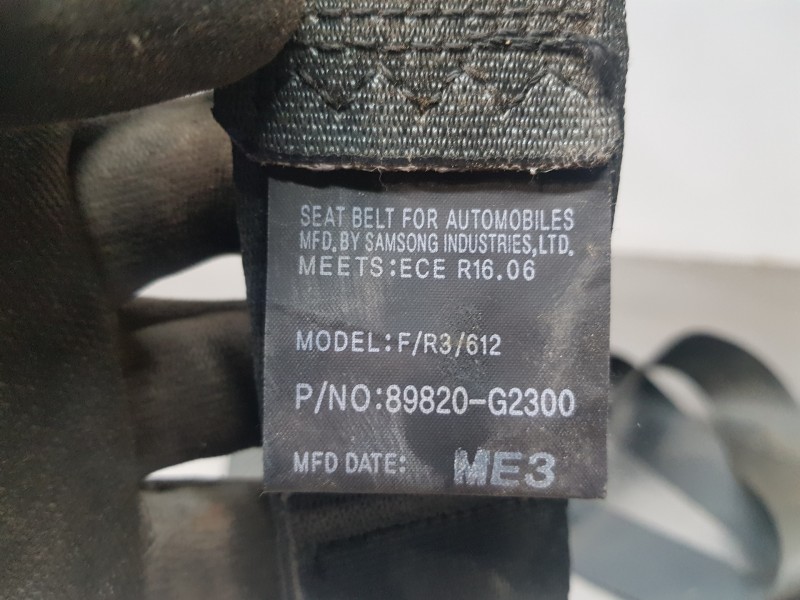 SEAT BELT FOR AUTOMOBILES
MFD. BY SAMSONG INDUSTRIES, LTD.
MEETS:ECE R16.06
MODEL:F/R3/612
P/NO:89820-G2300
MFD DATE: ME3